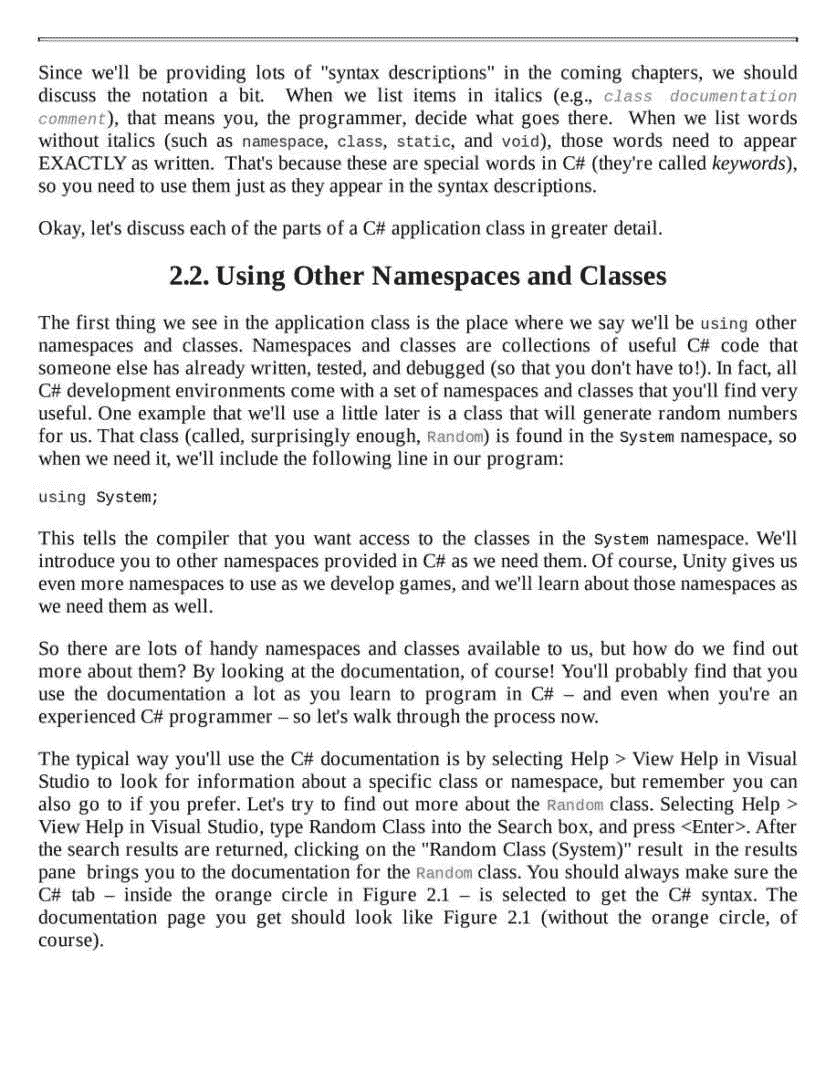 Since we'll be providing lots of "syntax descriptions" in the coming chapters, we should
discuss the notation a bit.  When we list items in italics (e.g., class documentation
comment), that means you, the programmer, decide what goes there.  When we list words
without italics (such as namespace, class, static, and void), those words need to appear
EXACTLY as written.  That's because these are special words in C# (they're called keywords),
so you need to use them just as they appear in the syntax descriptions.
Okay, let's discuss each of the parts of a C# application class in greater detail.
2.2. Using Other Namespaces and Classes
The first thing we see in the application class is the place where we say we'll be using other
namespaces and classes. Namespaces and classes are collections of useful C# code that
someone else has already written, tested, and debugged (so that you don't have to!). In fact, all
C# development environments come with a set of namespaces and classes that you'll find very
useful. One example that we'll use a little later is a class that will generate random numbers
for us. That class (called, surprisingly enough, Random) is found in the System namespace, so
when we need it, we'll include the following line in our program:
using System;
This tells the compiler that you want access to the classes in the System namespace. We'll
introduce you to other namespaces provided in C# as we need them. Of course, Unity gives us
even more namespaces to use as we develop games, and we'll learn about those namespaces as
we need them as well.
So there are lots of handy namespaces and classes available to us, but how do we find out
more about them? By looking at the documentation, of course! You'll probably find that you
use the documentation a lot as you learn to program in C# – and even when you're an
experienced C# programmer – so let's walk through the process now.
The typical way you'll use the C# documentation is by selecting Help > View Help in Visual
Studio to look for information about a specific class or namespace, but remember you can
also go to if you prefer. Let's try to find out more about the Random class. Selecting Help >
View Help in Visual Studio, type Random Class into the Search box, and press <Enter>. After
the search results are returned, clicking on the "Random Class (System)" result  in the results
pane  brings you to the documentation for the Random class. You should always make sure the
C# tab – inside the orange circle in Figure 2.1 – is selected to get the C# syntax. The
documentation page you get should look like Figure 2.1 (without the orange circle, of
course).